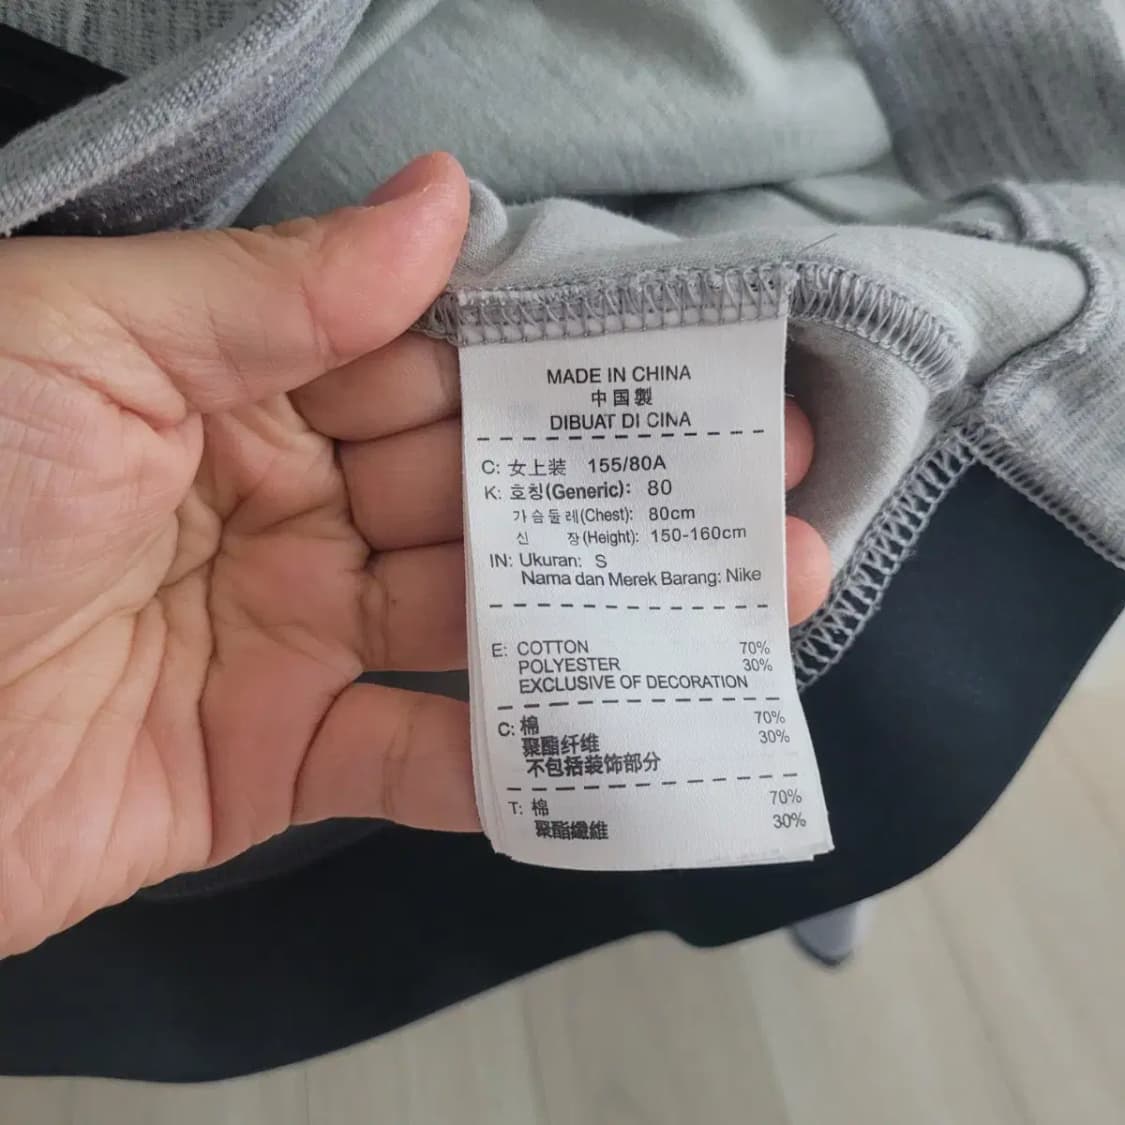 MADE IN CHINA
中国製
DIBUAT DI CINA
C: 女上装 155/80A
K: 호칭(Generic): 80
가슴둘레(Chest): 80cm
신 장(Height): 150-160cm
IN: Ukuran: S
Nama dan Merek Barang: Nike
E: COTTON 70%
POLYESTER 30%
EXCLUSIVE OF DECORATION
C: 棉 70%
聚酯纤维 30%
不包括装饰部分
T: 棉 70%
聚酯纖維 30%